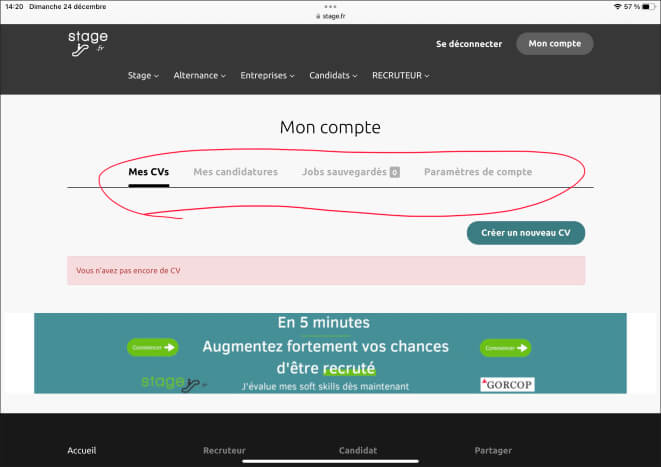 14:20 Dimanche 24 décembre
57 %
stage.fr
stage
.fr
Se déconnecter
Mon compte
Stage
Alternance
Entreprises
Candidats
RECRUTEUR
Mon compte
Mes CVs
Mes candidatures
Jobs sauvegardés 0
Paramètres de compte
Créer un nouveau CV
Vous n'avez pas encore de CV
En 5 minutes
Commencer
Augmentez fortement vos chances
Commencer
d'être recruté
stage .fr
J'évalue mes soft skills dès maintenant
GORCOP
Accueil
Recruteur
Candidat
Partager